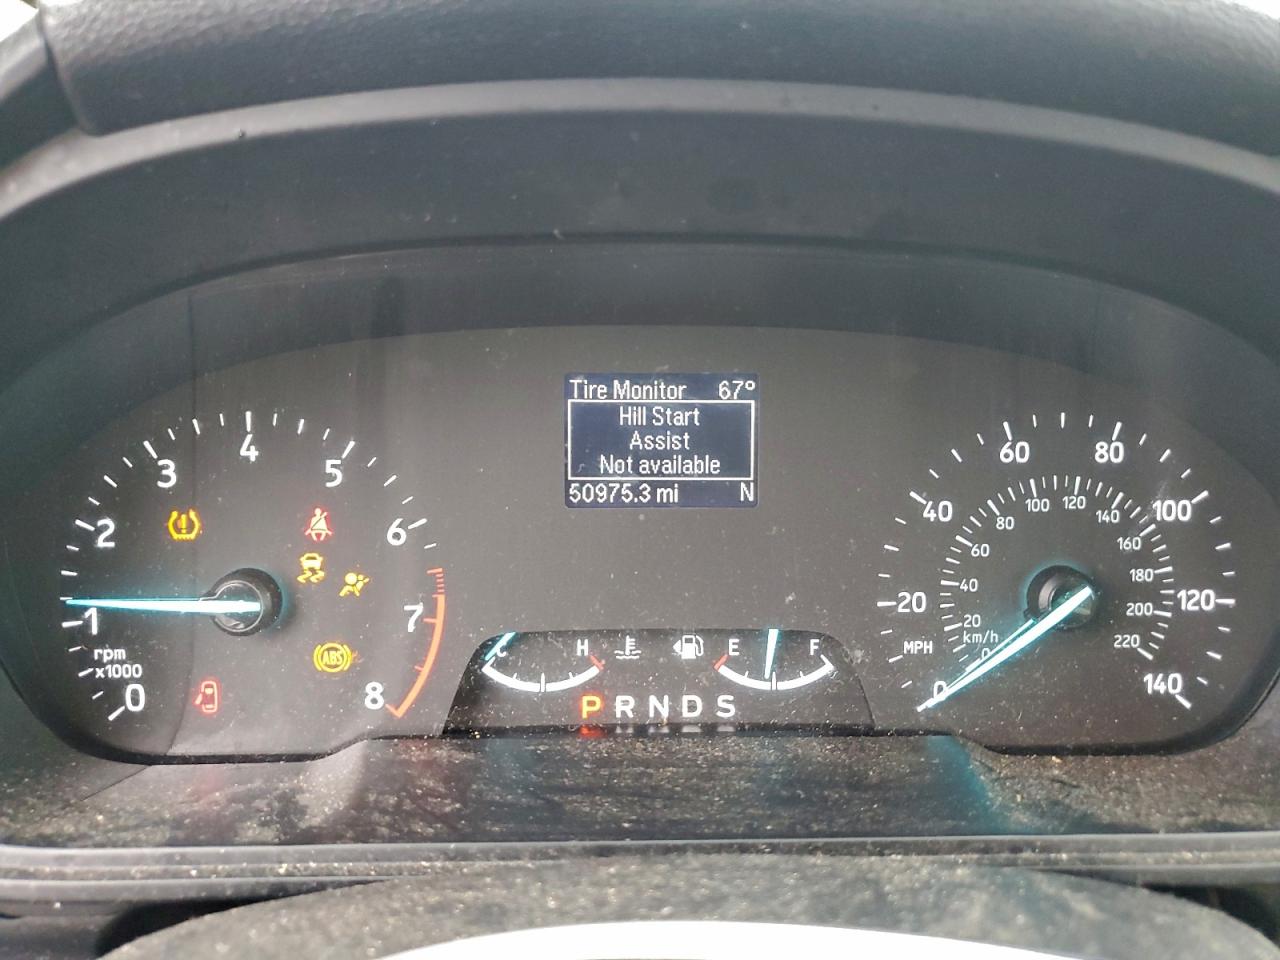 Tire Monitor 67°
Hill Start
Assist
Not available
50975.3 mi N
0 1 2 3 4 5 6 7 8
rpm
x1000
ABS
C H E F
P R N D S
0 20 40 60 80 100 120 140
MPH
km/h
0 20 40 60 80 100 120 140 160 180 200 220